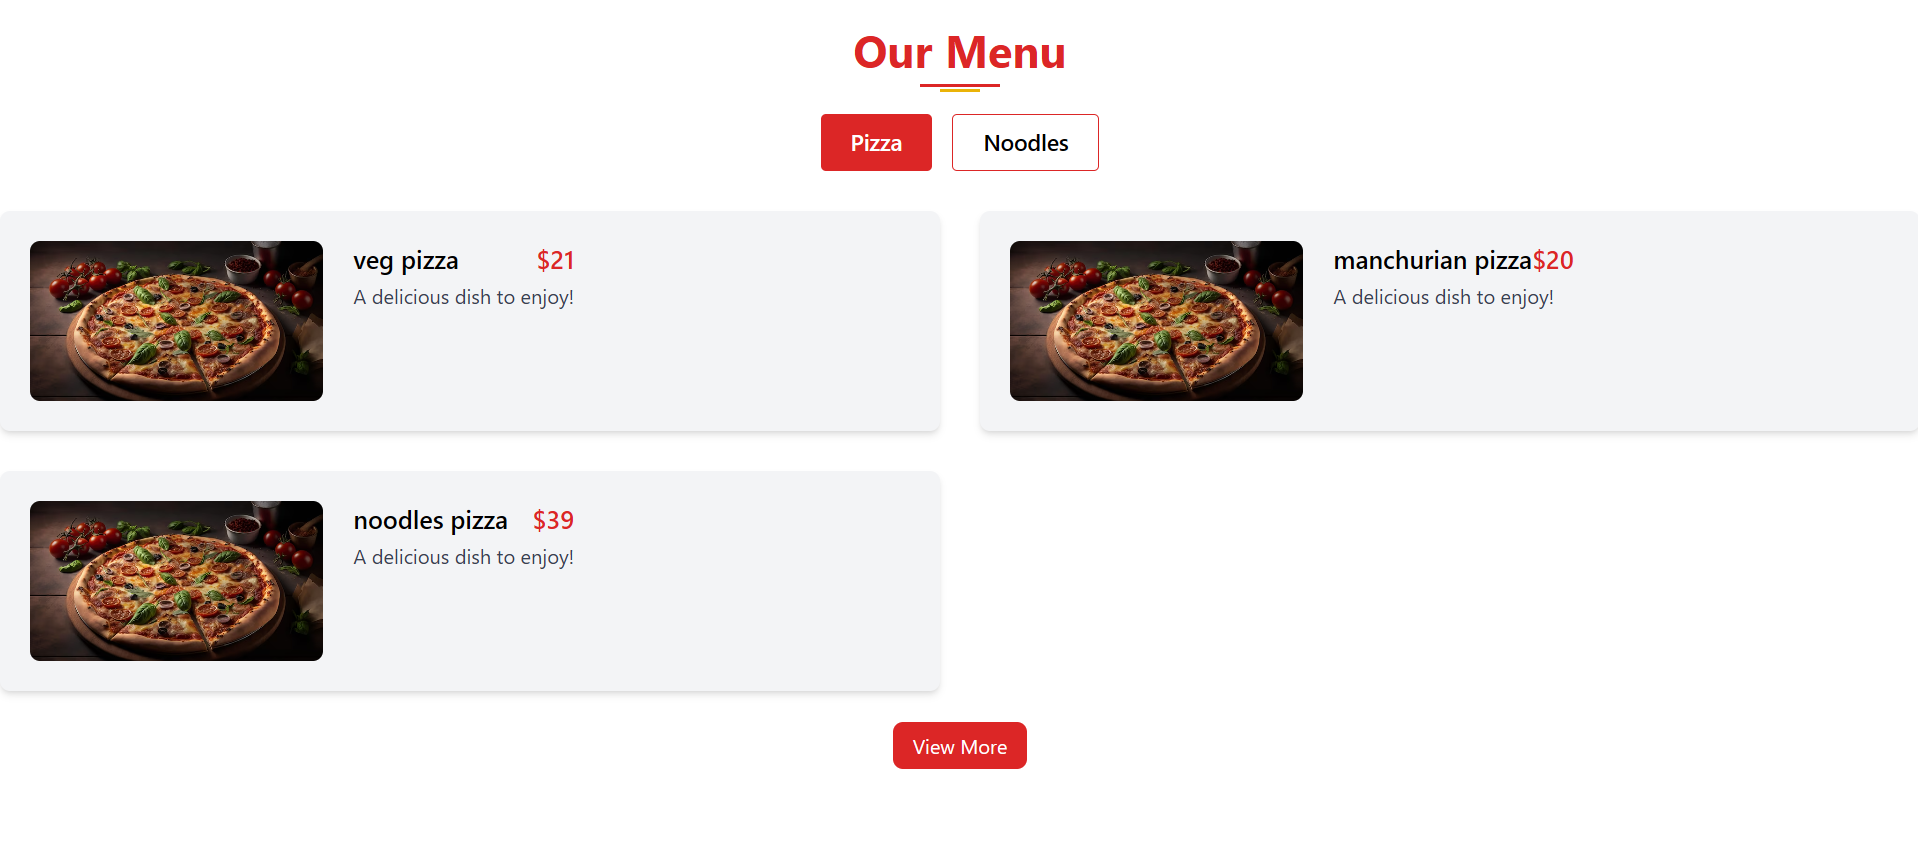 Our Menu
Pizza
Noodles
veg pizza $21
A delicious dish to enjoy!
manchurian pizza$20
A delicious dish to enjoy!
noodles pizza $39
A delicious dish to enjoy!
View More